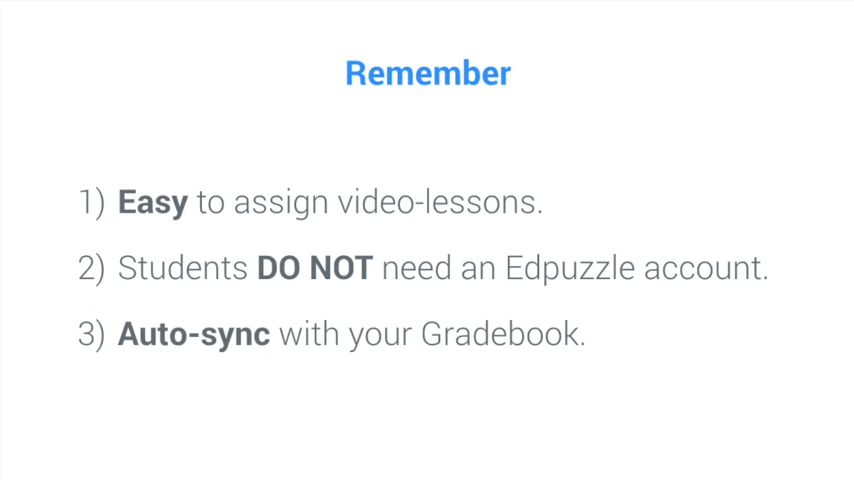 Remember
1) Easy to assign video-lessons.
2) Students DO NOT need an Edpuzzle account.
3) Auto-sync with your Gradebook.